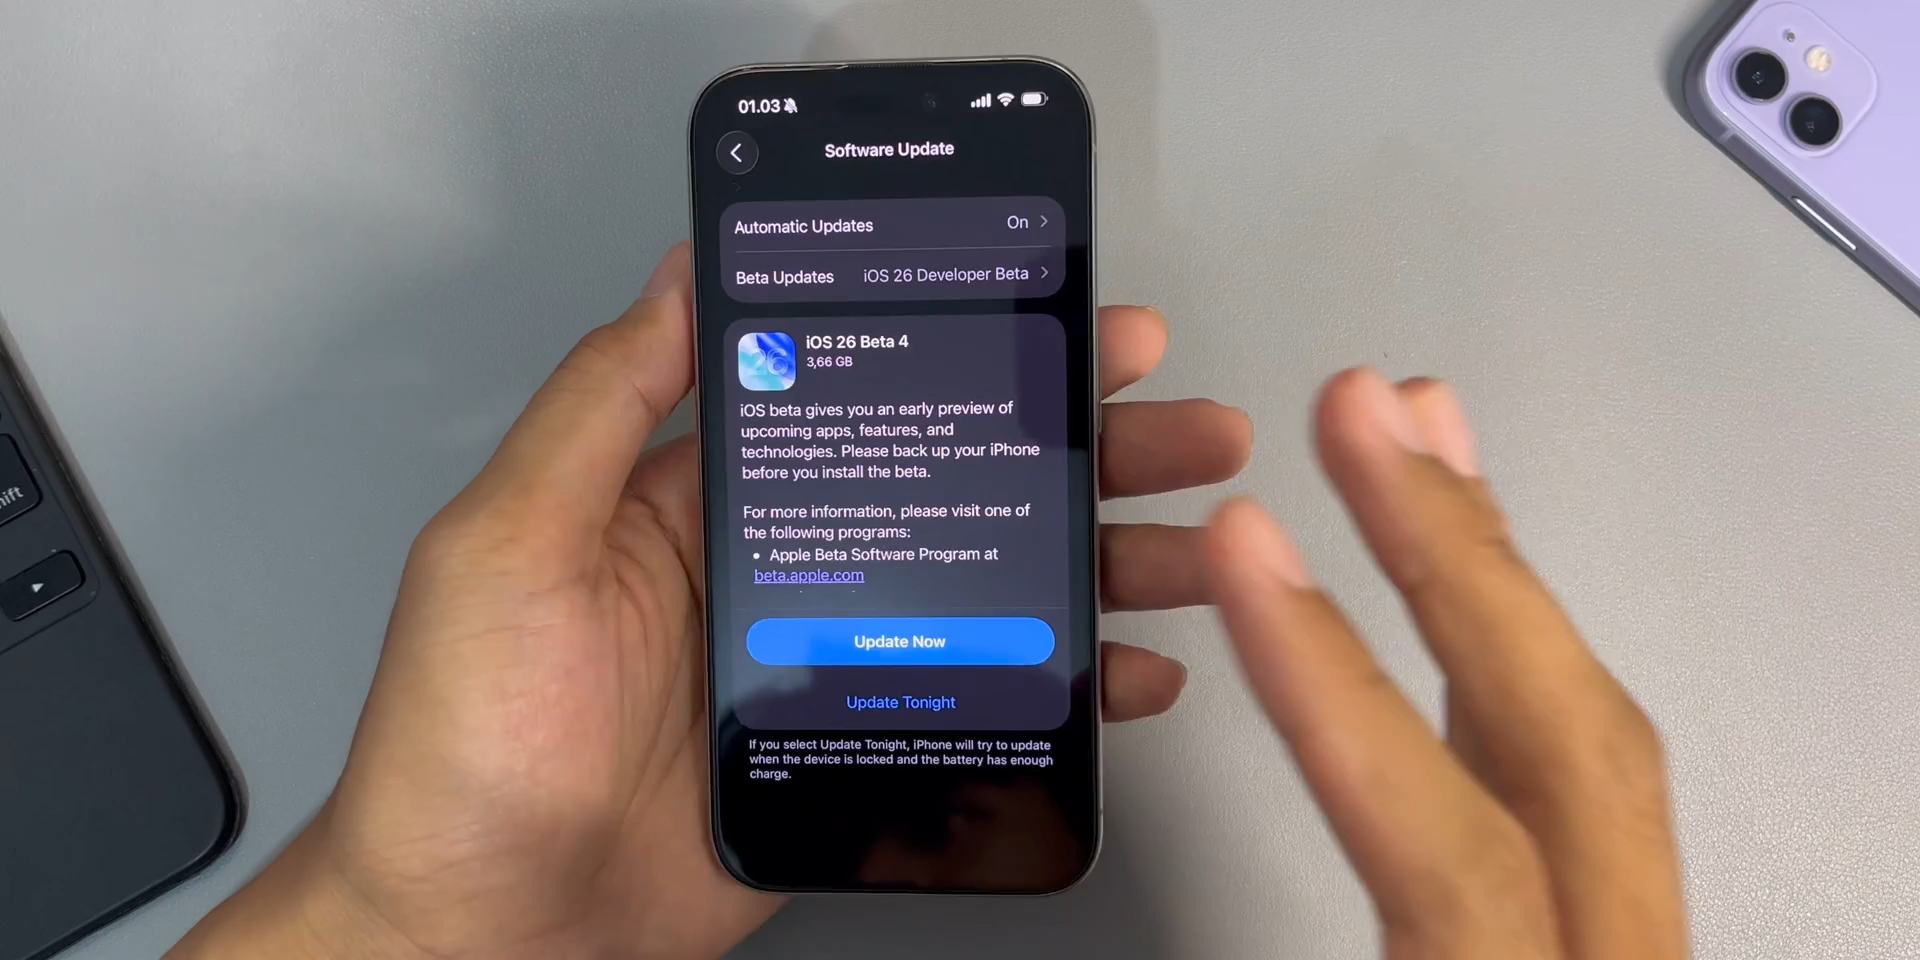 01.03
Software Update
Automatic Updates On
Beta Updates iOS 26 Developer Beta
26
iOS 26 Beta 4
3,66 GB
iOS beta gives you an early preview of
upcoming apps, features, and
technologies. Please back up your iPhone
before you install the beta.
For more information, please visit one of
the following programs:
• Apple Beta Software Program at
beta.apple.com
Update Now
Update Tonight
If you select Update Tonight, iPhone will try to update
when the device is locked and the battery has enough
charge.
ift